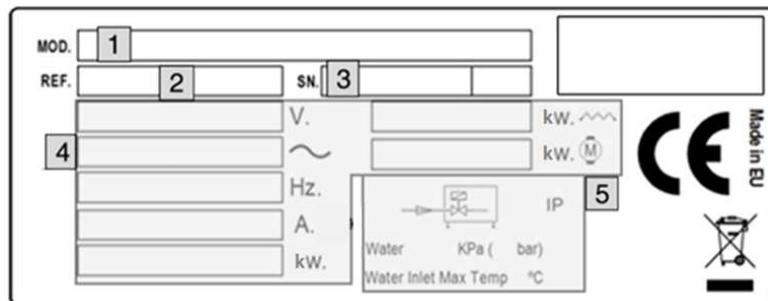 MOD. 1
REF. 2 SN. 3
V. kw.
4 kw. M
Hz. 5
IP
A.
Water KPa ( bar)
kw.
Water Inlet Max Temp °C
CE
Made in EU